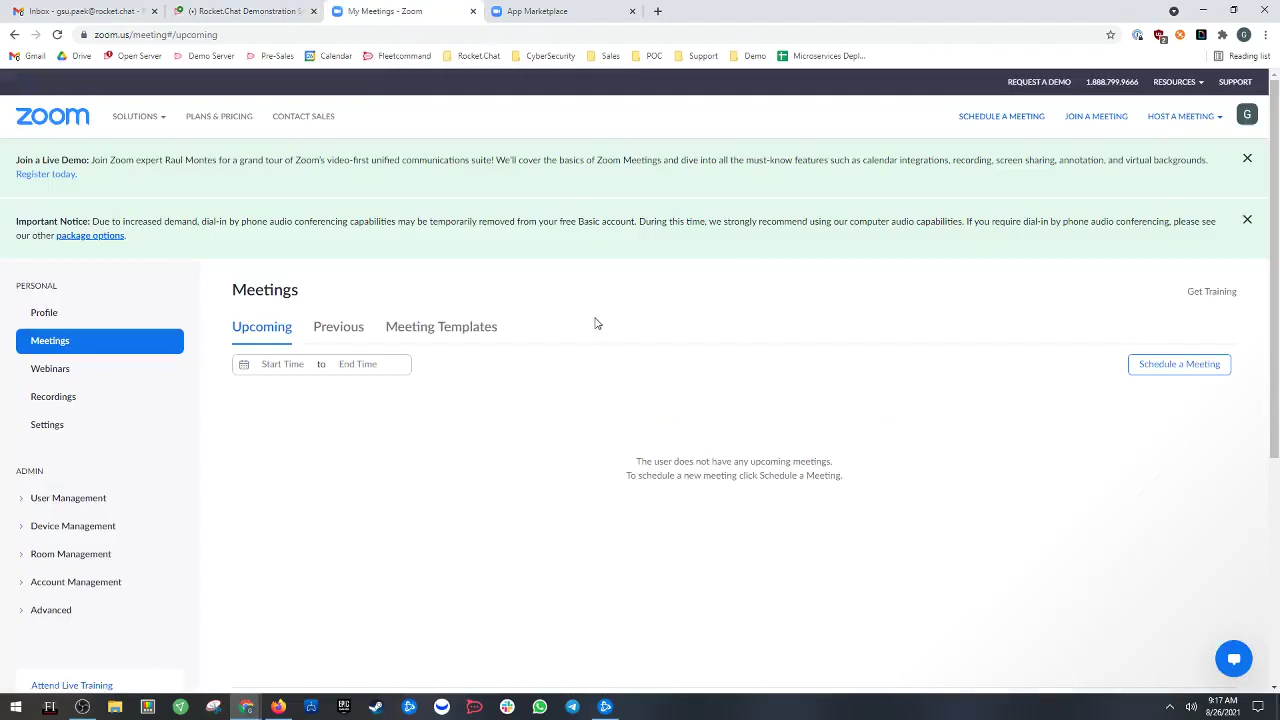 Inbox - gsu.paek@rocket.chat -
(•) Rocket.Chat Demonstration S
My Meetings - Zoom
App Marketplace
zoom.us/meeting#/upcoming
Gmail
Drive
Open Server
Demo Server
Pre-Sales
Calendar
Fleetcommand
Rocket.Chat
CyberSecurity
Sales
POC
Support
Demo
Microservices Depl...
Reading list
REQUEST A DEMO
1.888.799.9666
RESOURCES
SUPPORT
zoom
SOLUTIONS
PLANS & PRICING
CONTACT SALES
SCHEDULE A MEETING
JOIN A MEETING
HOST A MEETING
G
Join a Live Demo: Join Zoom expert Raul Montes for a grand tour of Zoom's video-first unified communications suite! We'll cover the basics of Zoom Meetings and dive into all the must-know features such as calendar integrations, recording, screen sharing, annotation, and virtual backgrounds.
Register today.
Important Notice: Due to increased demand, dial-in by phone audio conferencing capabilities may be temporarily removed from your free Basic account. During this time, we strongly recommend using our computer audio capabilities. If you require dial-in by phone audio conferencing, please see
our other package options.
PERSONAL
Profile
Meetings
Webinars
Recordings
Settings
ADMIN
User Management
Device Management
Room Management
Account Management
Advanced
Attend Live Training
Meetings
Get Training
Upcoming
Previous
Meeting Templates
Start Time to End Time
Schedule a Meeting
The user does not have any upcoming meetings.
To schedule a new meeting click Schedule a Meeting.
9:17 AM
8/26/2021